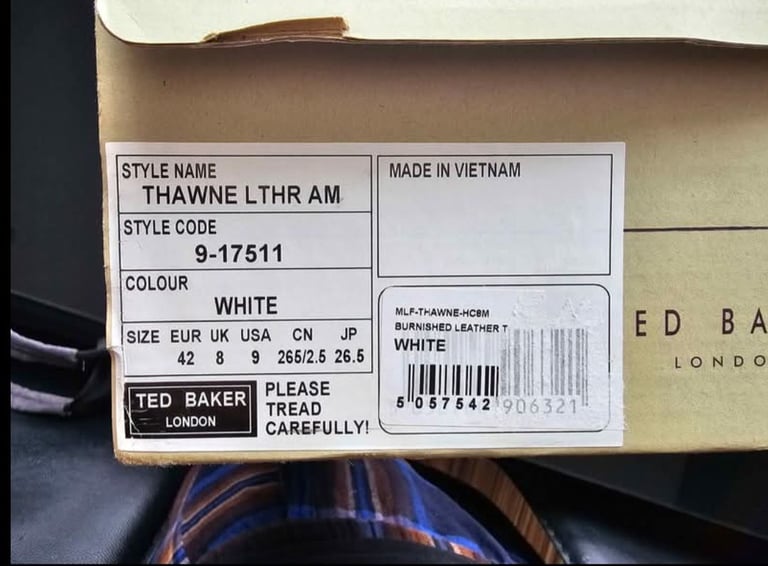 STYLE NAME
THAWNE LTHR AM
STYLE CODE
9-17511
COLOUR
WHITE
SIZE EUR UK USA CN JP
42 8 9 265/2.5 26.5
TED BAKER
LONDON
PLEASE
TREAD
CAREFULLY!
MADE IN VIETNAM
MLF-THAWNE-HC8M
BURNISHED LEATHER T
WHITE
5 057542 906321
ED BA
LONDO